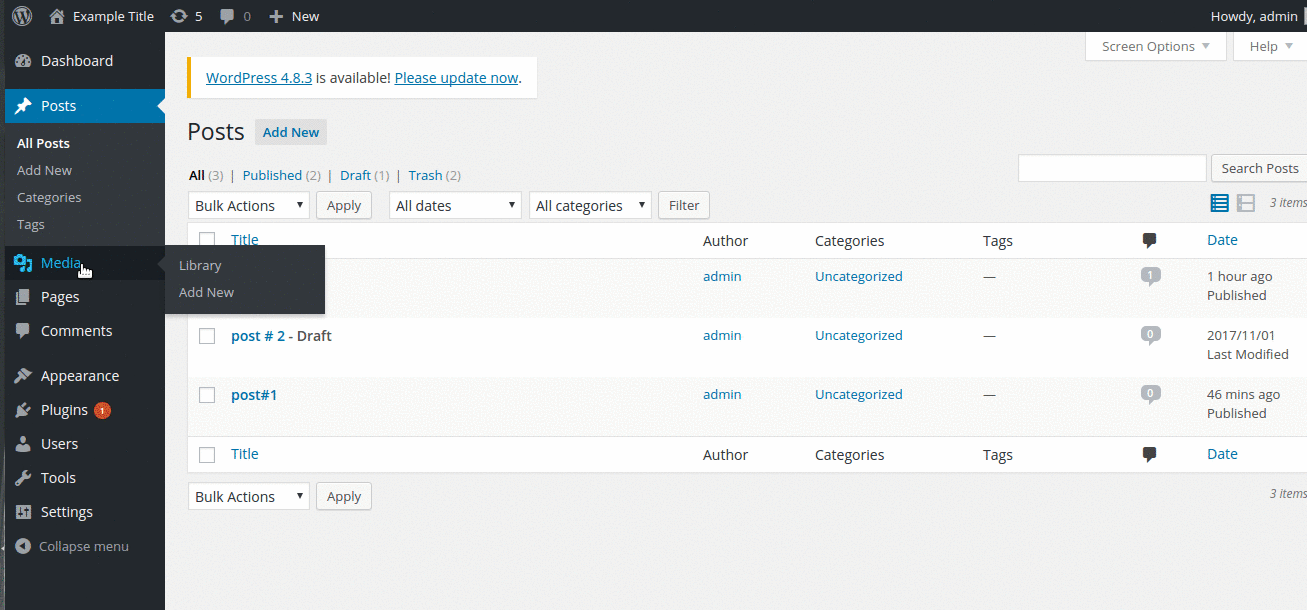 Example Title 5 0 New Howdy, admin
Dashboard
Posts
All Posts
Add New
Categories
Tags
Media
Library
Add New
Pages
Comments
Appearance
Plugins 1
Users
Tools
Settings
Collapse menu
Screen Options Help
WordPress 4.8.3 is available! Please update now.
Posts Add New
All (3) | Published (2) | Draft (1) | Trash (2)
Search Posts
Bulk Actions Apply All dates All categories Filter
3 items
Title Author Categories Tags Date
admin Uncategorized — 1 1 hour ago
Published
post # 2 - Draft admin Uncategorized — 0 2017/11/01
Last Modified
post#1 admin Uncategorized — 0 46 mins ago
Published
Title Author Categories Tags Date
Bulk Actions Apply
3 items